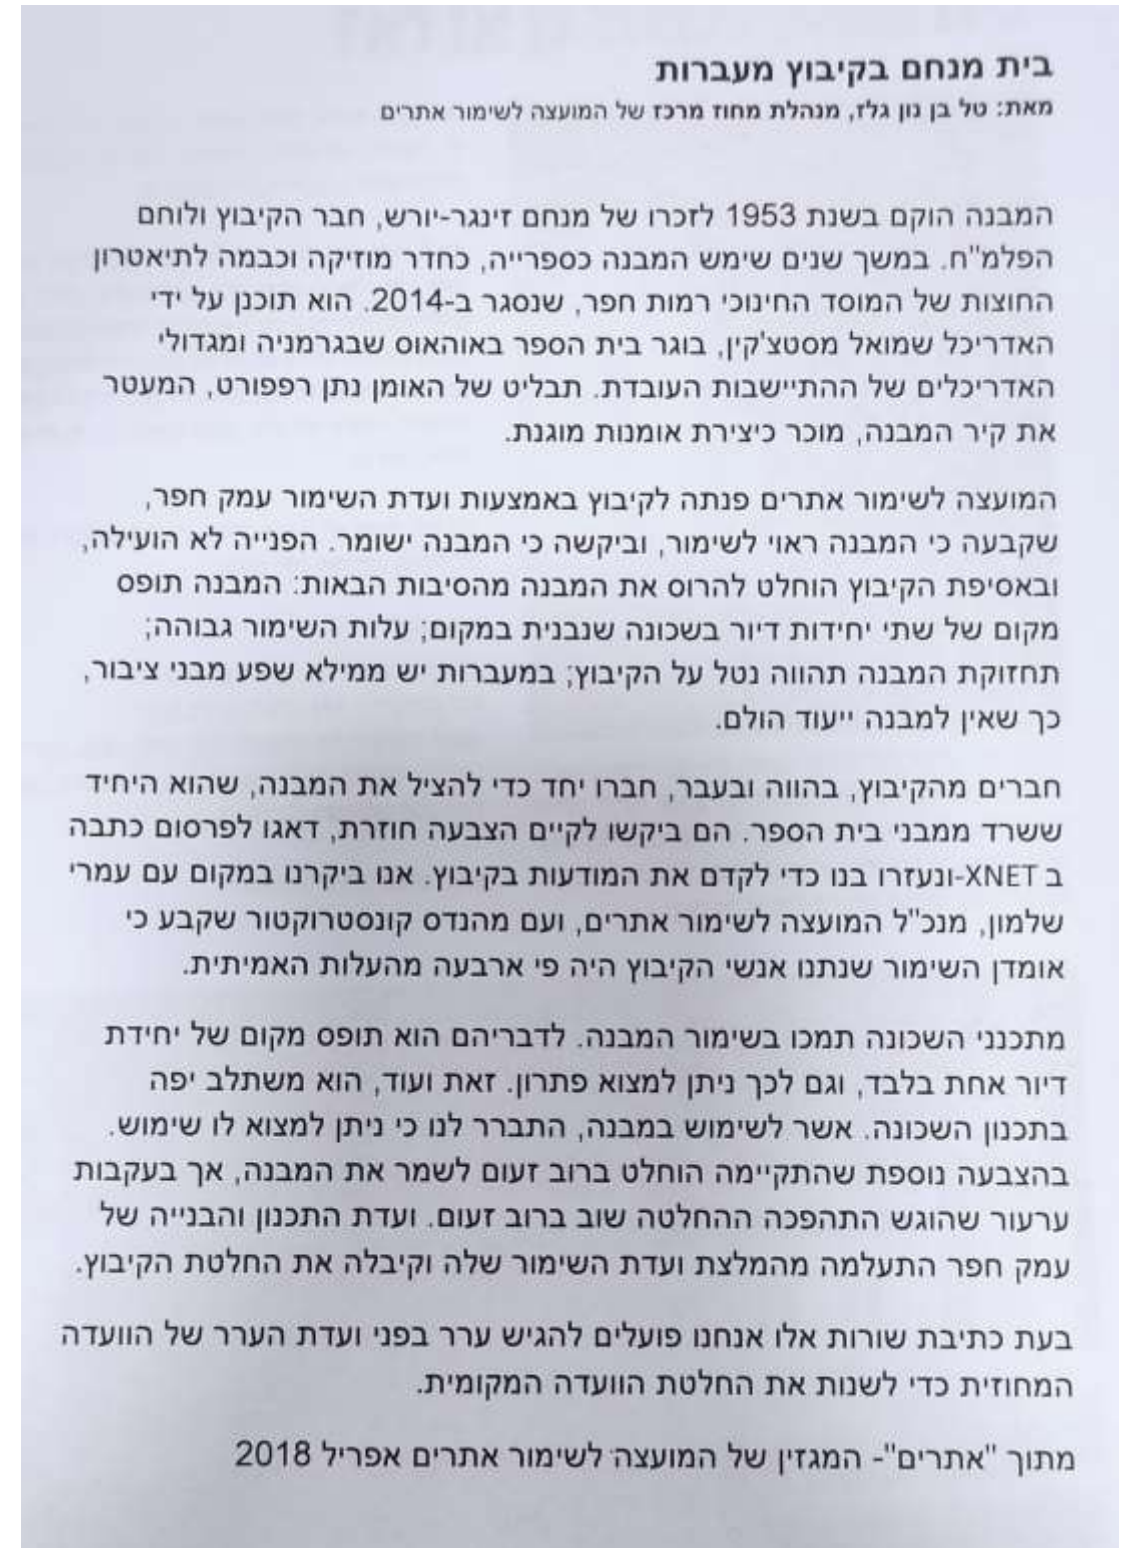 בית מנחם בקיבוץ מעברות
מאת: טל בן נון גלז, מנהלת מחוז מרכז של המועצה לשימור אתרים
המבנה הוקם בשנת 1953 לזכרו של מנחם זינגר-יורש, חבר הקיבוץ ולוחם
הפלמ"ח. במשך שנים שימש המבנה כספרייה, כחדר מוזיקה וכבמה לתיאטרון
החוצות של המוסד החינוכי רמות חפר, שנסגר ב-2014. הוא תוכנן על ידי
האדריכל שמואל מסטצ'קין, בוגר בית הספר באוהאוס שבגרמניה ומגדולי
האדריכלים של ההתיישבות העובדת. תבליט של האומן נתן רפפורט, המעטר
את קיר המבנה, מוכר כיצירת אומנות מוגנת.
המועצה לשימור אתרים פנתה לקיבוץ באמצעות ועדת השימור עמק חפר,
שקבעה כי המבנה ראוי לשימור, וביקשה כי המבנה ישומר. הפנייה לא הועילה,
ובאסיפת הקיבוץ הוחלט להרוס את המבנה מהסיבות הבאות: המבנה תופס
מקום של שתי יחידות דיור בשכונה שנבנית במקום; עלות השימור גבוהה;
תחזוקת המבנה תהווה נטל על הקיבוץ; במעברות יש ממילא שפע מבני ציבור,
כך שאין למבנה ייעוד הולם.
חברים מהקיבוץ, בהווה ובעבר, חברו יחד כדי להציל את המבנה, שהוא היחיד
ששרד ממבני בית הספר. הם ביקשו לקיים הצבעה חוזרת, דאגו לפרסום כתבה
ב XNET-ונעזרו בנו כדי לקדם את המודעות בקיבוץ. אנו ביקרנו במקום עם עמרי
שלמון, מנכ"ל המועצה לשימור אתרים, ועם מהנדס קונסטרוקטור שקבע כי
אומדן השימור שנתנו אנשי הקיבוץ היה פי ארבעה מהעלות האמיתית.
מתכנני השכונה תמכו בשימור המבנה. לדבריהם הוא תופס מקום של יחידת
דיור אחת בלבד, וגם לכך ניתן למצוא פתרון. זאת ועוד, הוא משתלב יפה
בתכנון השכונה. אשר לשימוש במבנה, התברר לנו כי ניתן למצוא לו שימוש.
בהצבעה נוספת שהתקיימה הוחלט ברוב זעום לשמר את המבנה, אך בעקבות
ערעור שהוגש התהפכה ההחלטה שוב ברוב זעום. ועדת התכנון והבנייה של
עמק חפר התעלמה מהמלצת ועדת השימור שלה וקיבלה את החלטת הקיבוץ.
בעת כתיבת שורות אלו אנחנו פועלים להגיש ערר בפני ועדת הערר של הוועדה
המחוזית כדי לשנות את החלטת הוועדה המקומית.
מתוך "אתרים"- המגזין של המועצה לשימור אתרים אפריל 2018